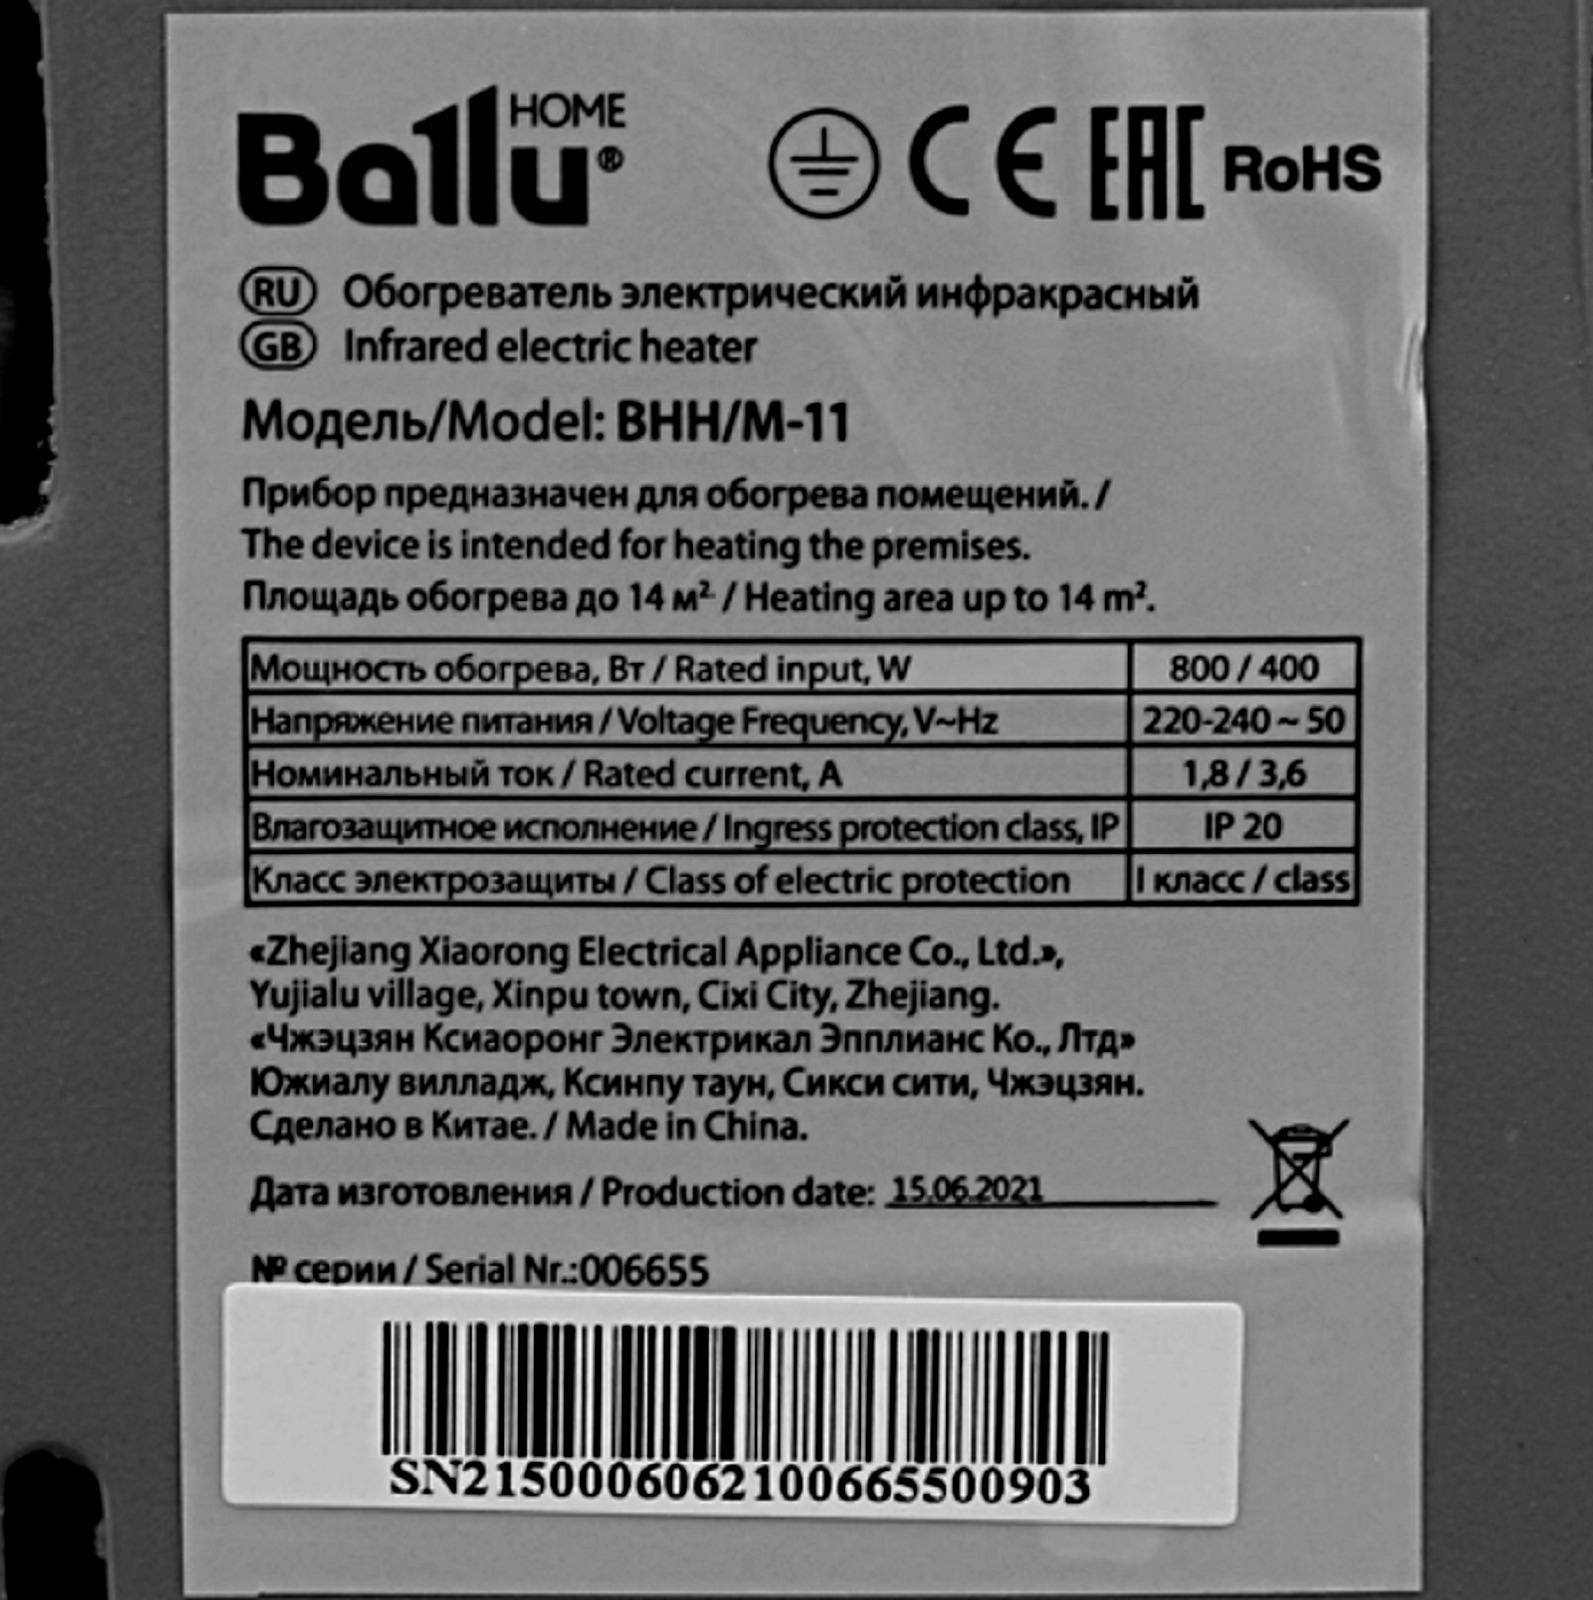 HOME
Ballu®
CE EAC RoHS
RU Обогреватель электрический инфракрасный
GB Infrared electric heater
Модель/Model: BHH/M-11
Прибор предназначен для обогрева помещений. /
The device is intended for heating the premises.
Площадь обогрева до 14 м² / Heating area up to 14 m².
Мощность обогрева, Вт / Rated input, W 800 / 400
Напряжение питания / Voltage Frequency, V~Hz 220-240 ~ 50
Номинальный ток / Rated current, A 1,8 / 3,6
Влагозащитное исполнение / Ingress protection class, IP IP 20
Класс электрозащиты / Class of electric protection I класс / class
«Zhejiang Xiaorong Electrical Appliance Co., Ltd.»,
Yujialu village, Xinpu town, Cixi City, Zhejiang.
«Чжэцзян Ксиаоронг Электрикал Эпплианс Ко., Лтд»
Южиалу вилладж, Ксинпу таун, Сикси сити, Чжэцзян.
Сделано в Китае. / Made in China.
Дата изготовления / Production date: 15.06.2021
№ серии / Serial Nr.:006655
SN2150006062100665500903